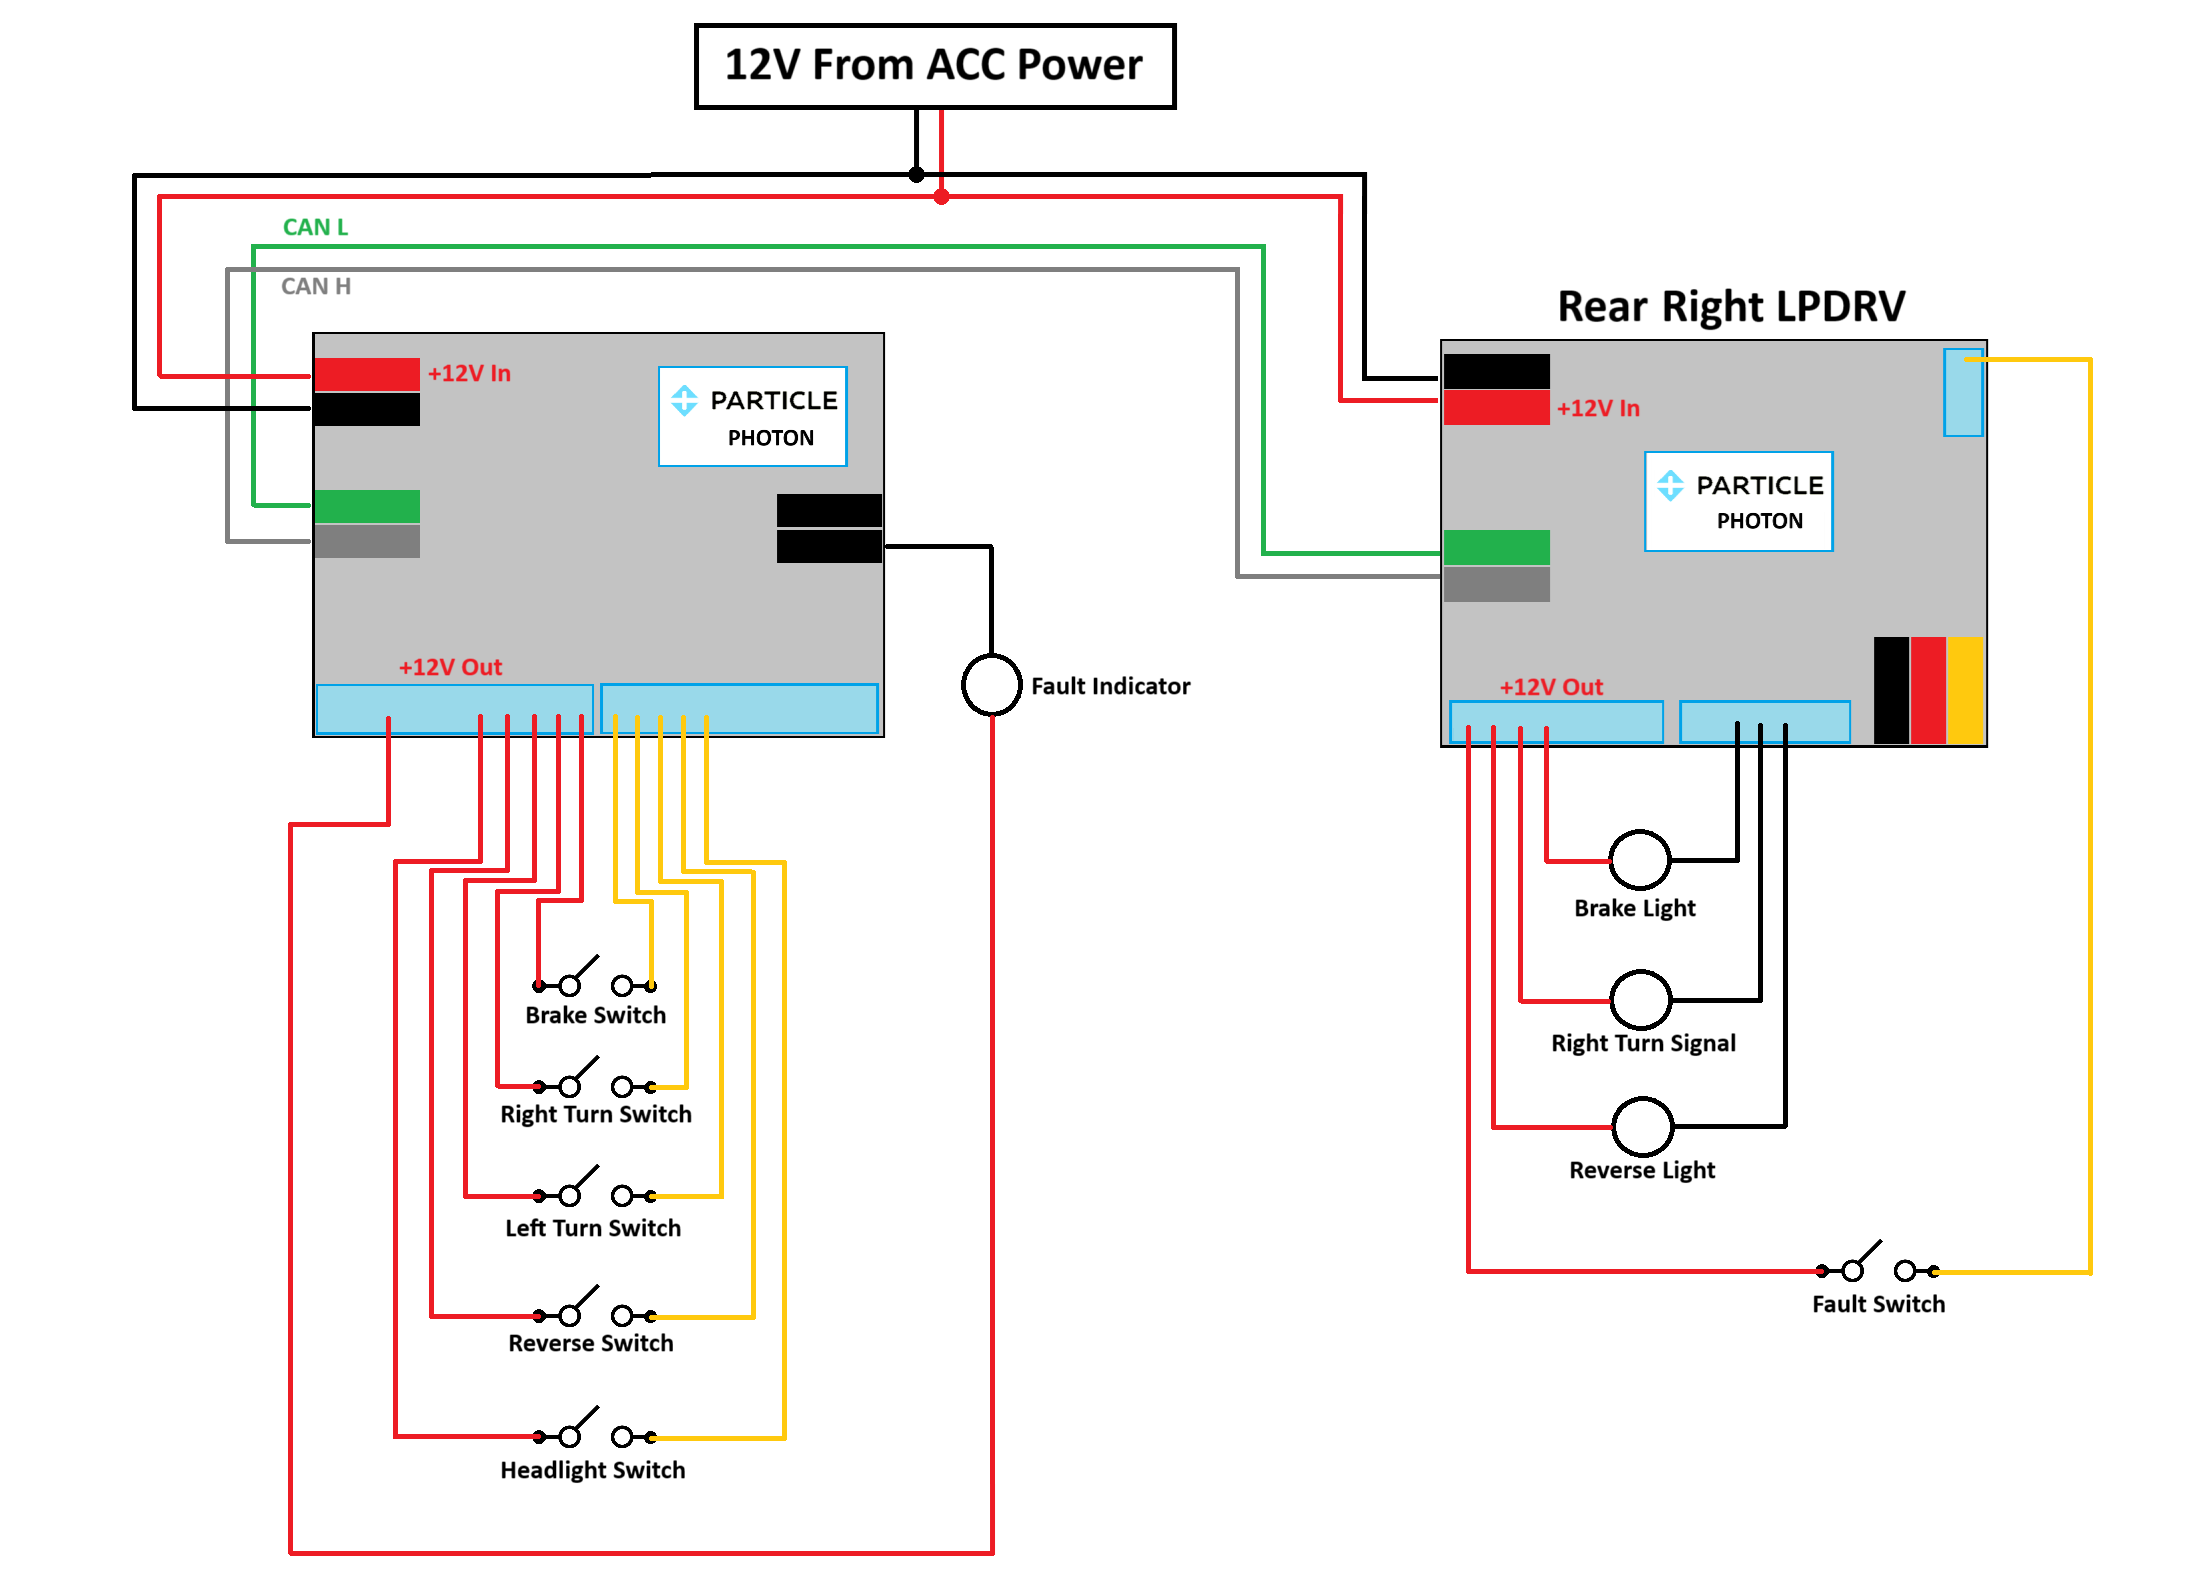 12V From ACC Power
CAN L
CAN H
Rear Right LPDRV
+12V In
PARTICLE
PHOTON
+12V In
PARTICLE
PHOTON
+12V Out
Fault Indicator
+12V Out
Brake Light
Brake Switch
Right Turn Signal
Right Turn Switch
Reverse Light
Left Turn Switch
Fault Switch
Reverse Switch
Headlight Switch